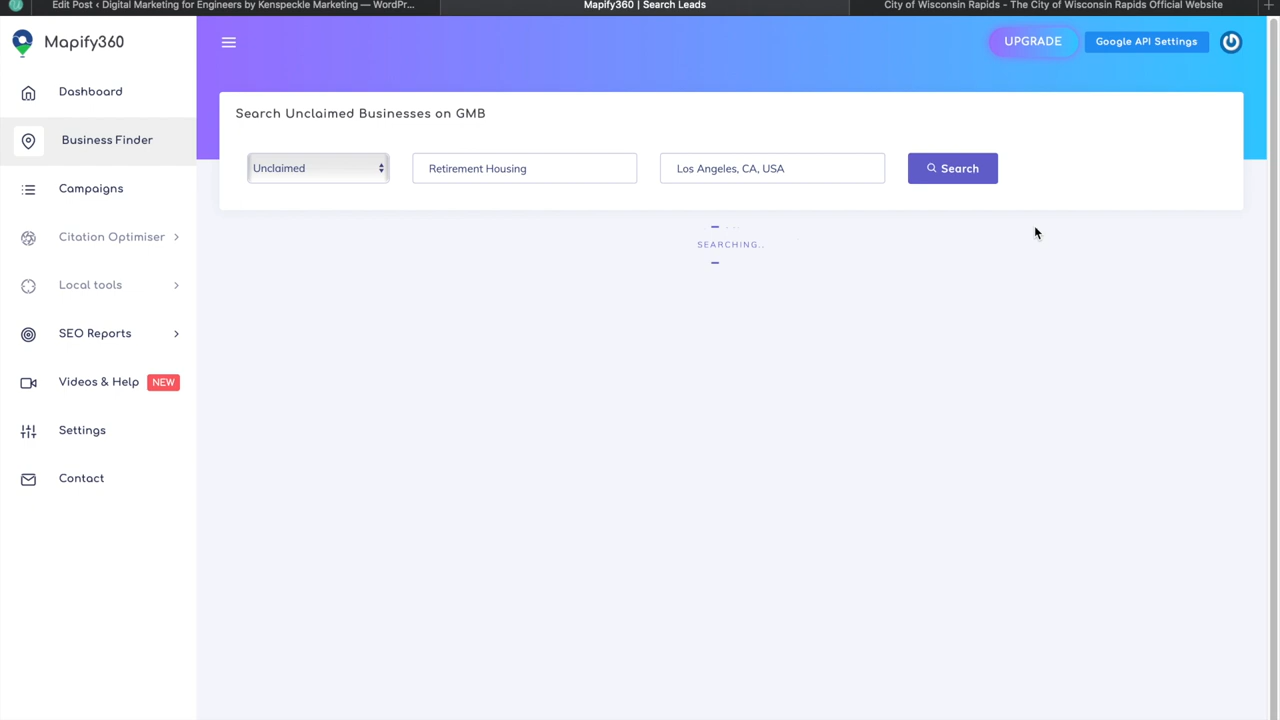 Edit Post ‹ Digital Marketing for Engineers by Kenspeckle Marketing — WordPr...
Mapify360 | Search Leads
City of Wisconsin Rapids - The City of Wisconsin Rapids Official Website
Mapify360
UPGRADE
Google API Settings
Dashboard
Search Unclaimed Businesses on GMB
Business Finder
Unclaimed
Retirement Housing
Los Angeles, CA, USA
Search
Campaigns
Citation Optimiser
SEARCHING..
Local tools
SEO Reports
Videos & Help NEW
Settings
Contact